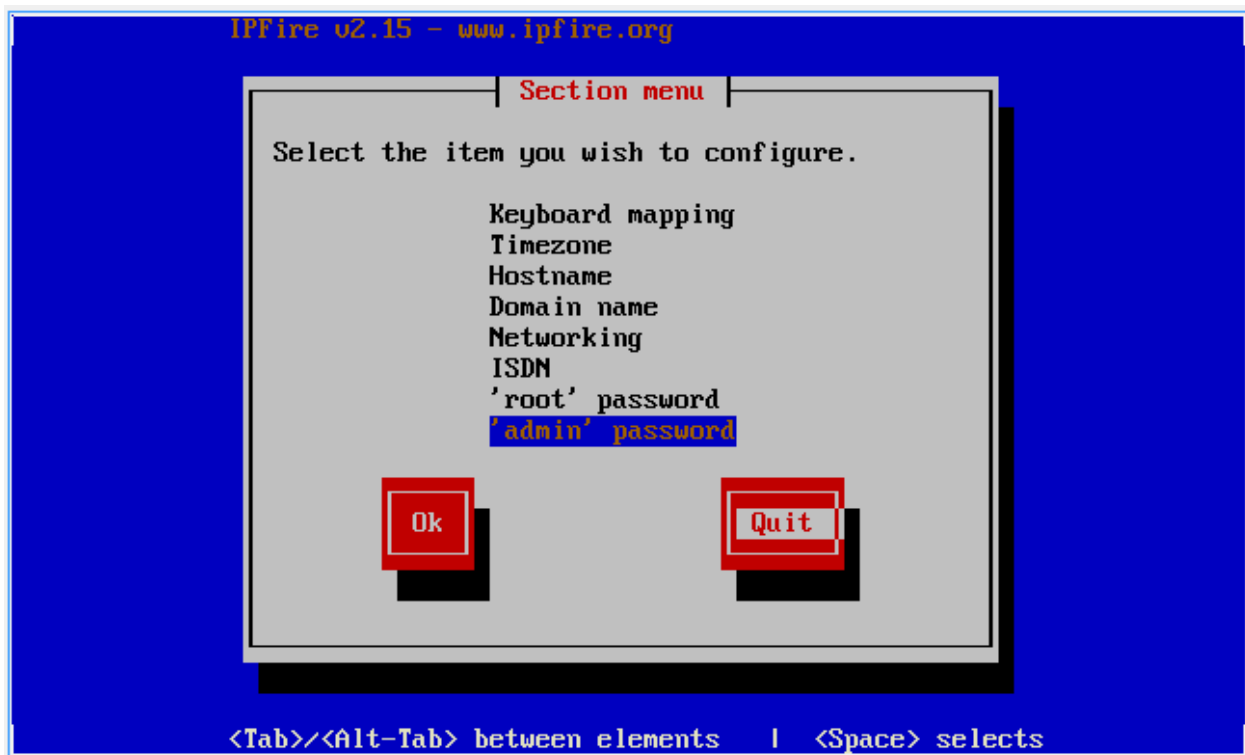 IPFire v2.15 - www.ipfire.org
Section menu
Select the item you wish to configure.
Keyboard mapping
Timezone
Hostname
Domain name
Networking
ISDN
'root' password
'admin' password
Ok Quit
<Tab>/<Alt-Tab> between elements | <Space> selects